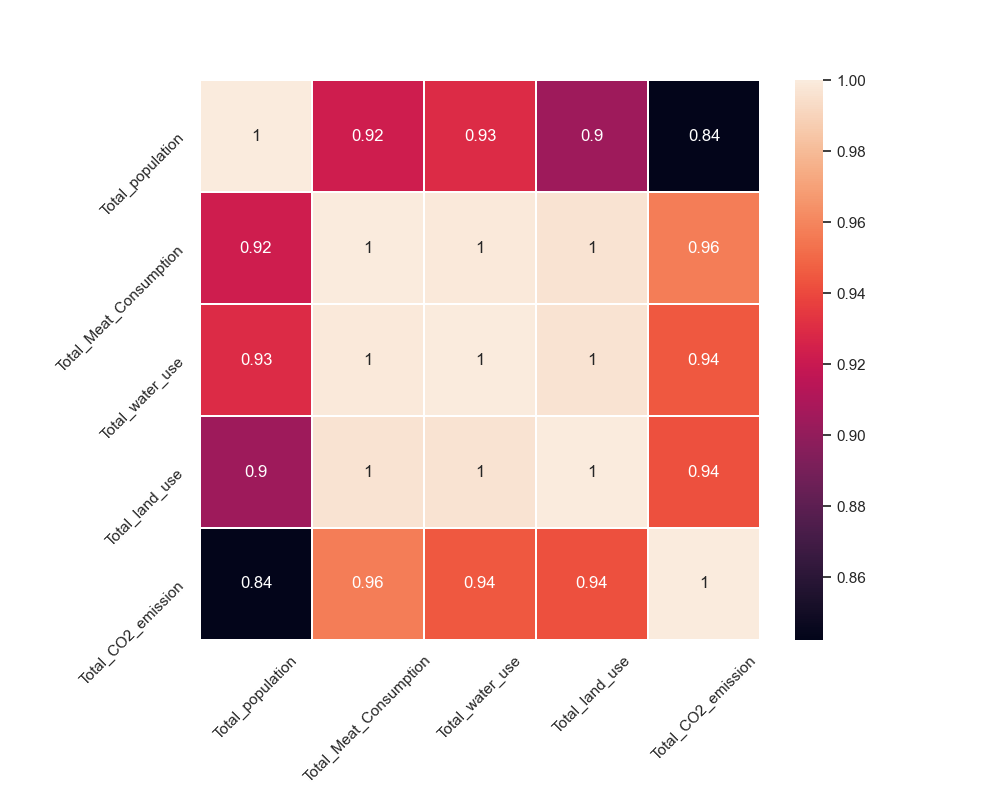 Total_population 1 0.92 0.93 0.9 0.84
Total_Meat_Consumption 0.92 1 1 1 0.96
Total_water_use 0.93 1 1 1 0.94
Total_land_use 0.9 1 1 1 0.94
Total_CO2_emission 0.84 0.96 0.94 0.94 1
Total_population Total_Meat_Consumption Total_water_use Total_land_use Total_CO2_emission
1.00
0.98
0.96
0.94
0.92
0.90
0.88
0.86